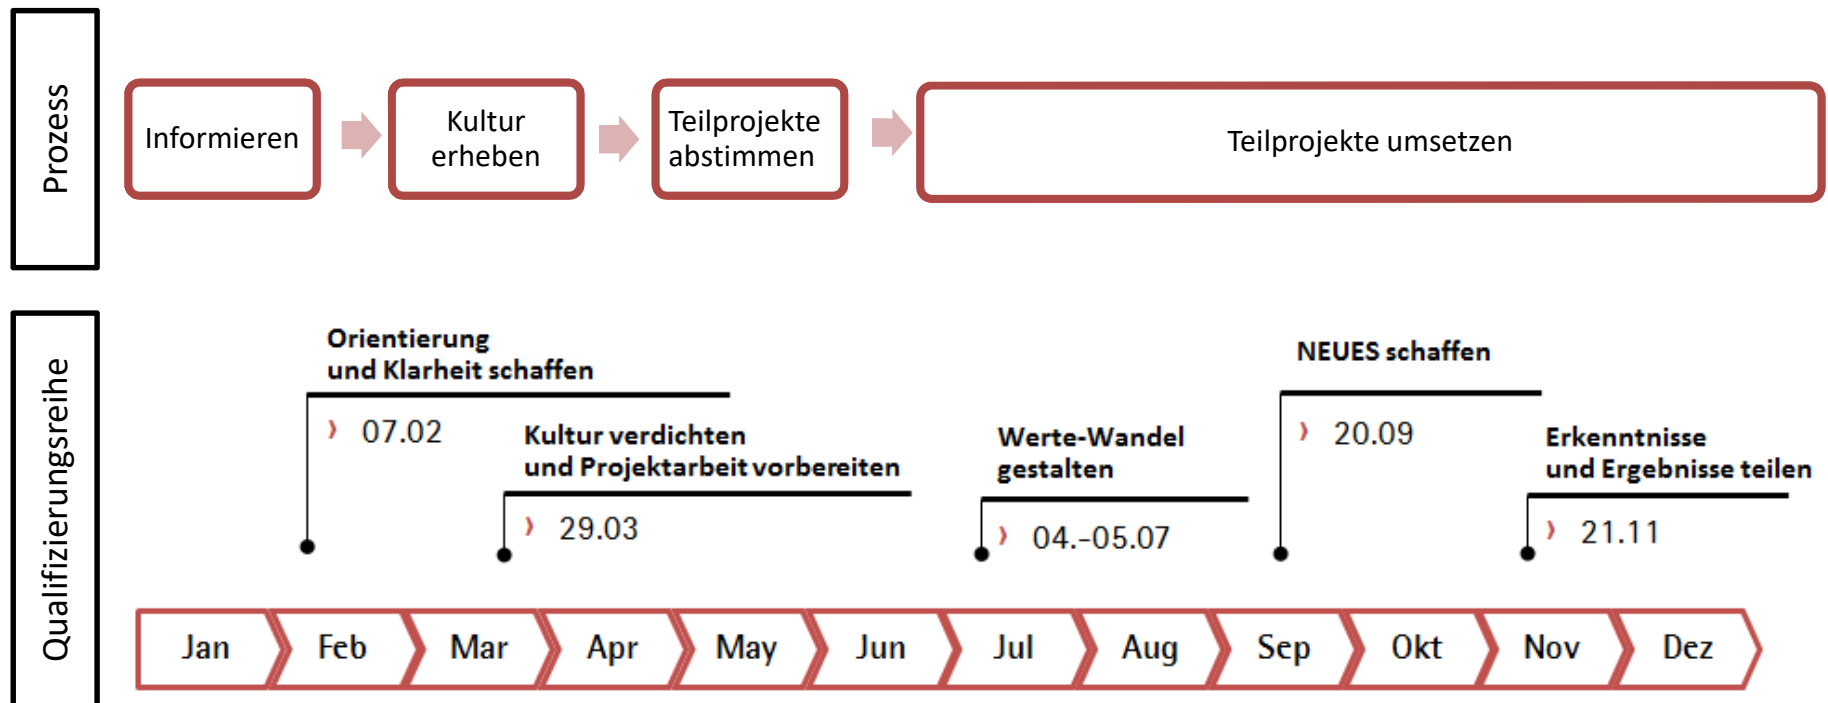 Prozess
Informieren
Kultur
erheben
Teilprojekte
abstimmen
Teilprojekte umsetzen
Qualifizierungsreihe
Orientierung
und Klarheit schaffen
07.02
Kultur verdichten
und Projektarbeit vorbereiten
29.03
Werte-Wandel
gestalten
04.-05.07
NEUES schaffen
20.09
Erkenntnisse
und Ergebnisse teilen
21.11
Jan Feb Mar Apr May Jun Jul Aug Sep Okt Nov Dez